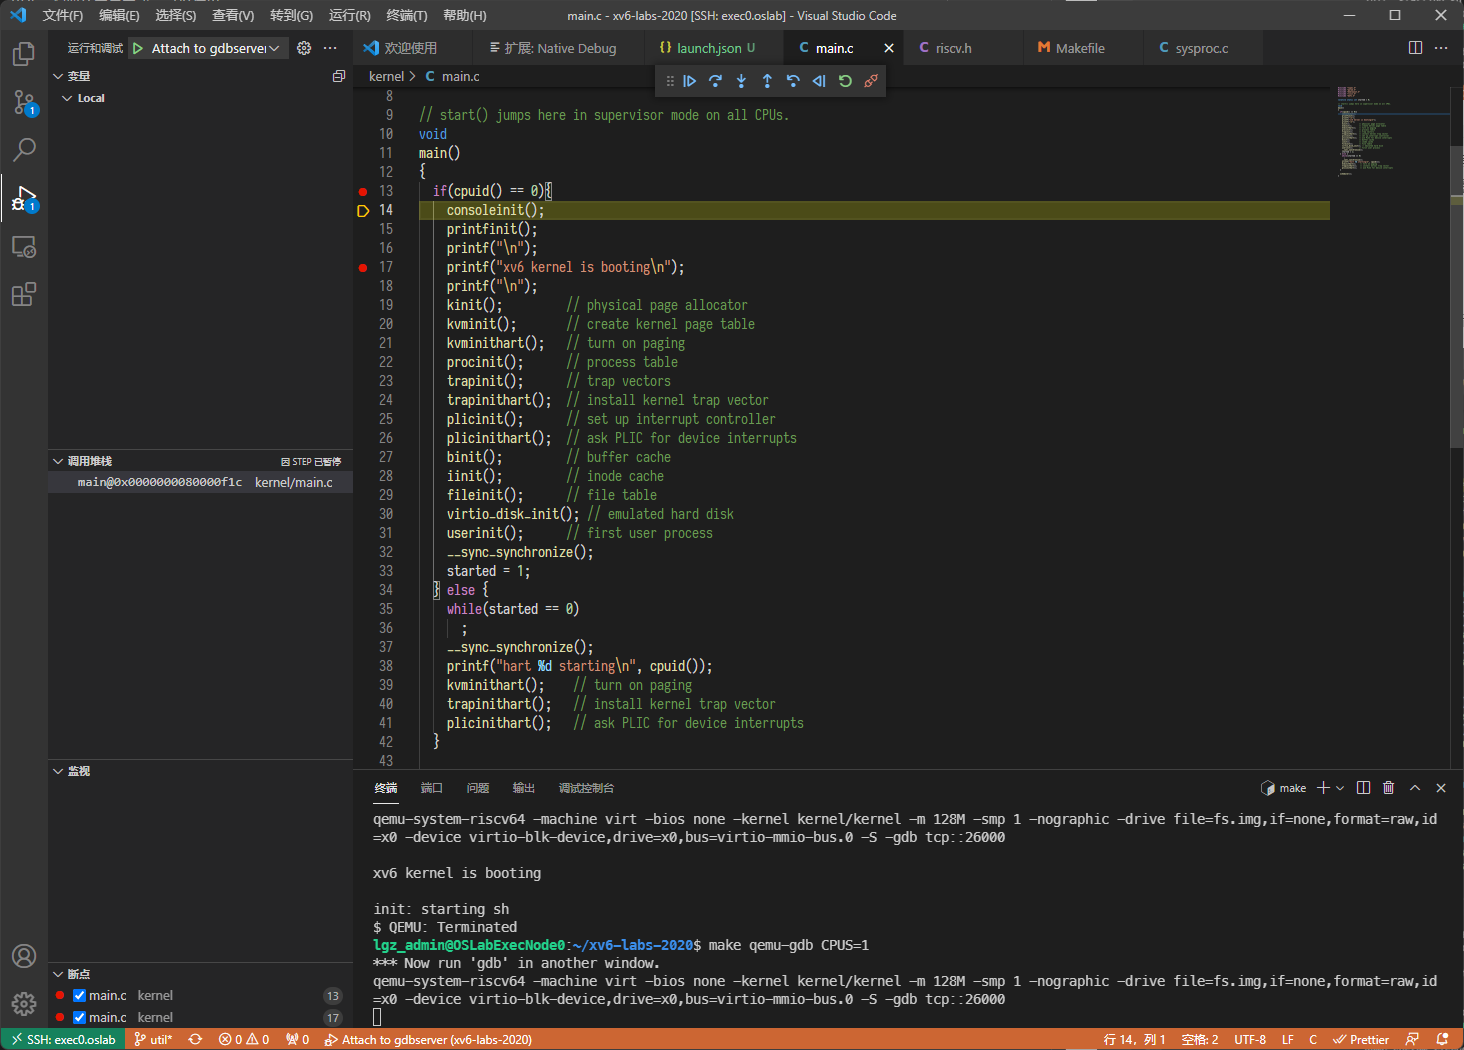 文件(F) 编辑(E) 选择(S) 查看(V) 转到(G) 运行(R) 终端(T) 帮助(H) main.c - xv6-labs-2020 [SSH: exec0.oslab] - Visual Studio Code
运行和调试 Attach to gdbserver 欢迎使用 扩展: Native Debug launch.json U main.c riscv.h Makefile sysproc.c
变量
kernel > C main.c
Local
8
9 // start() jumps here in supervisor mode on all CPUs.
10 void
11 main()
12 {
13 if(cpuid() == 0){
14 consoleinit();
15 printfinit();
16 printf("\n");
17 printf("xv6 kernel is booting\n");
18 printf("\n");
19 kinit(); // physical page allocator
20 kvminit(); // create kernel page table
21 kvminithart(); // turn on paging
22 procinit(); // process table
23 trapinit(); // trap vectors
24 trapinithart(); // install kernel trap vector
25 plicinit(); // set up interrupt controller
26 plicinithart(); // ask PLIC for device interrupts
27 binit(); // buffer cache
28 iinit(); // inode cache
29 fileinit(); // file table
30 virtio_disk_init(); // emulated hard disk
31 userinit(); // first user process
32 __sync_synchronize();
33 started = 1;
34 } else {
35 while(started == 0)
36 ;
37 __sync_synchronize();
38 printf("hart %d starting\n", cpuid());
39 kvminithart(); // turn on paging
40 trapinithart(); // install kernel trap vector
41 plicinithart(); // ask PLIC for device interrupts
42 }
43
调用堆栈 因 STEP 已暂停
main@0x0000000080000f1c kernel/main.c
监视
断点
main.c kernel 13
main.c kernel 17
终端 端口 问题 输出 调试控制台 make
qemu-system-riscv64 -machine virt -bios none -kernel kernel/kernel -m 128M -smp 1 -nographic -drive file=fs.img,if=none,format=raw,id
=x0 -device virtio-blk-device,drive=x0,bus=virtio-mmio-bus.0 -S -gdb tcp::26000
xv6 kernel is booting
init: starting sh
$ QEMU: Terminated
lgz_admin@OSLabExecNode0:~/xv6-labs-2020$ make qemu-gdb CPUS=1
*** Now run 'gdb' in another window.
qemu-system-riscv64 -machine virt -bios none -kernel kernel/kernel -m 128M -smp 1 -nographic -drive file=fs.img,if=none,format=raw,id
=x0 -device virtio-blk-device,drive=x0,bus=virtio-mmio-bus.0 -S -gdb tcp::26000
SSH: exec0.oslab util* 0 0 0 Attach to gdbserver (xv6-labs-2020) 行 14, 列 1 空格: 2 UTF-8 LF C Prettier